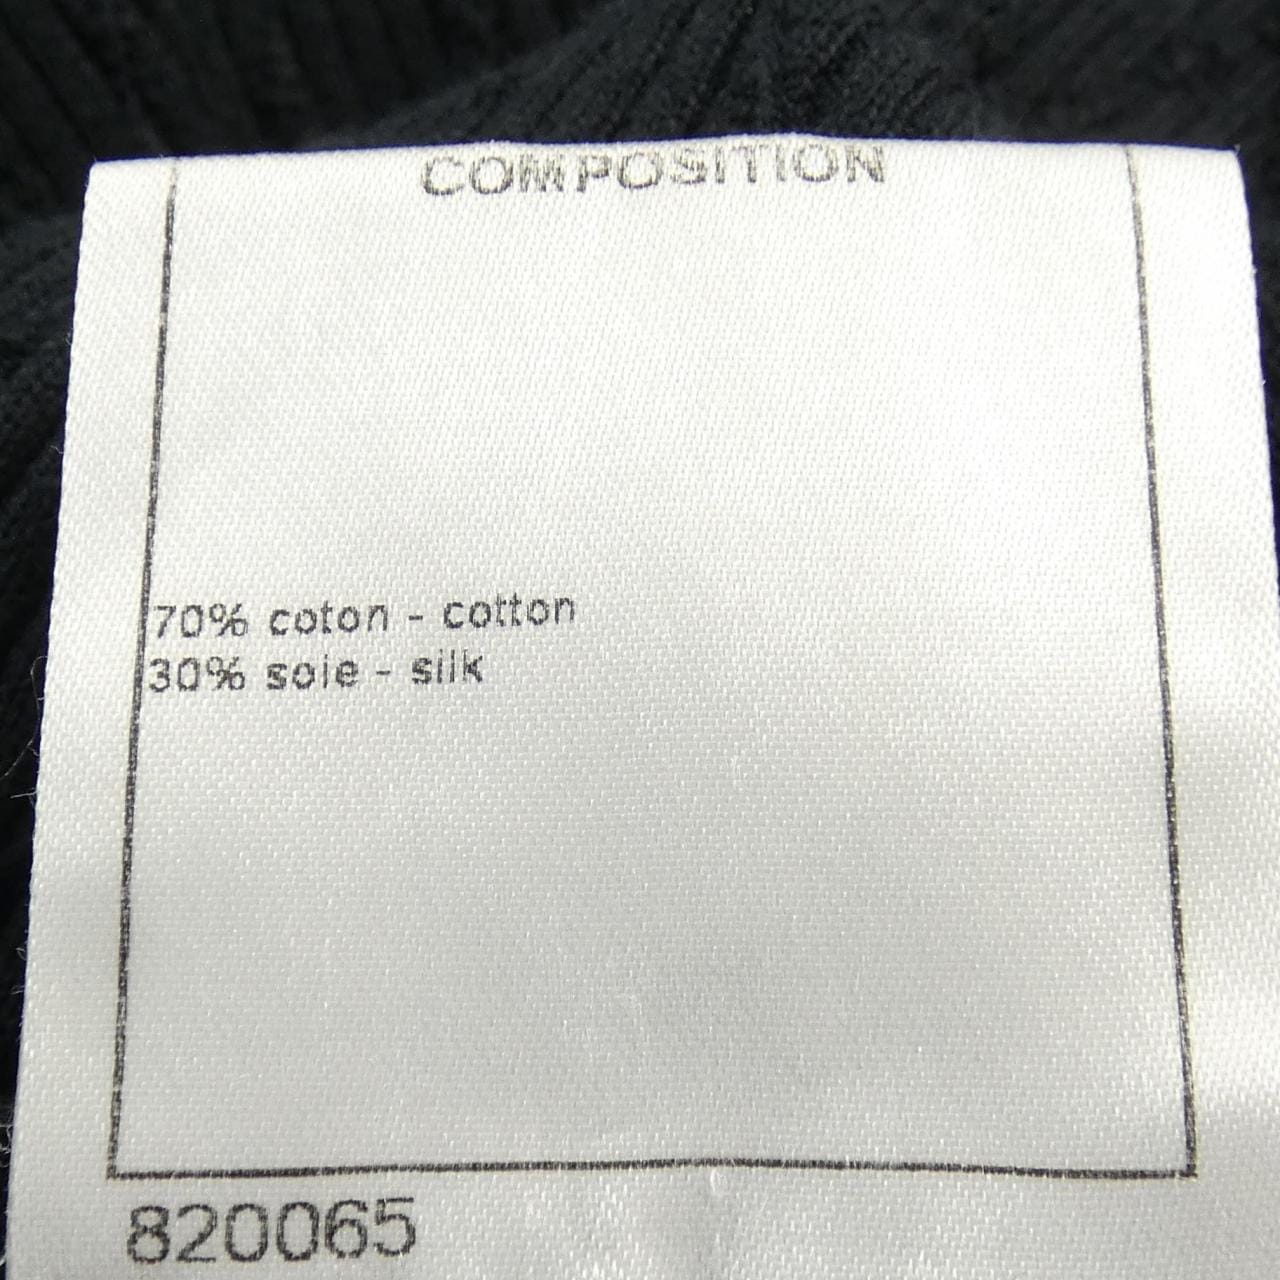 COMPOSITION
70% coton - cotton
30% soie - silk
820065